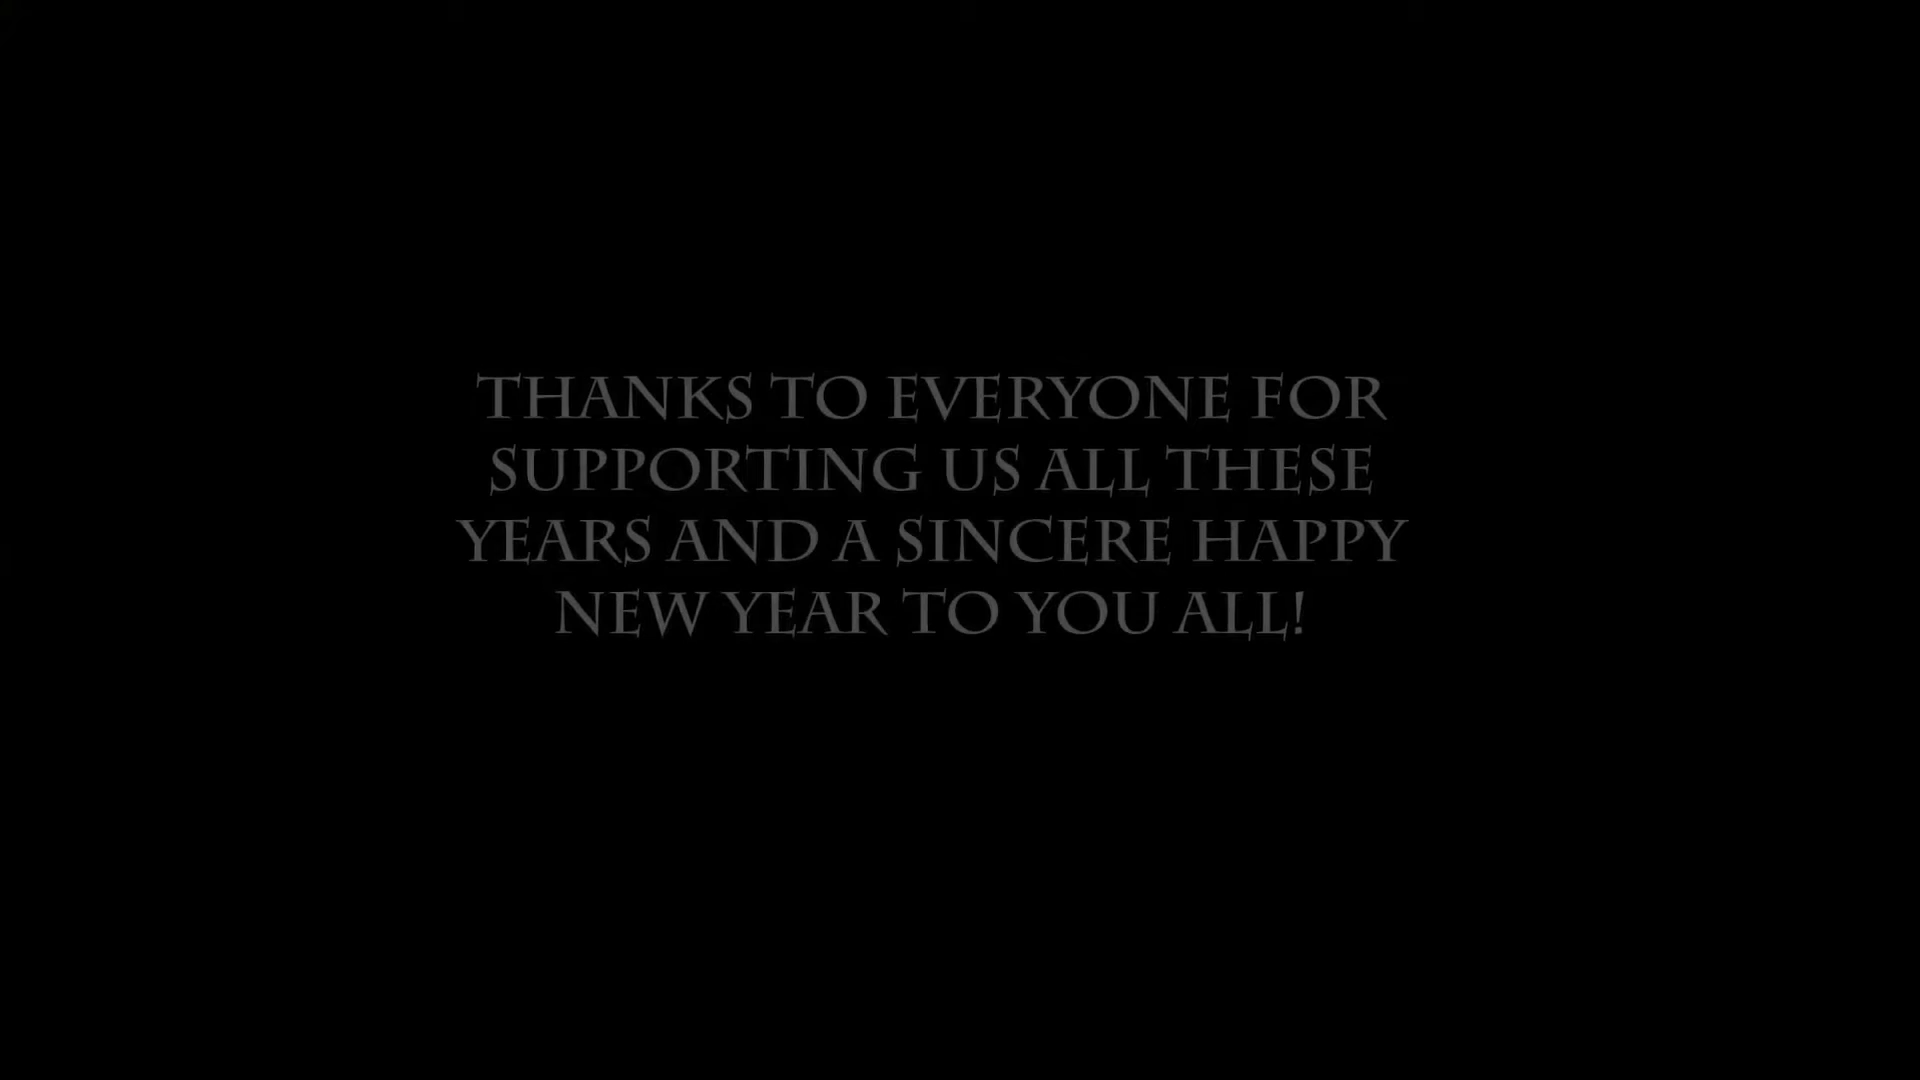 THANKS TO EVERYONE FOR
SUPPORTING US ALL THESE
YEARS AND A SINCERE HAPPY
NEW YEAR TO YOU ALL!